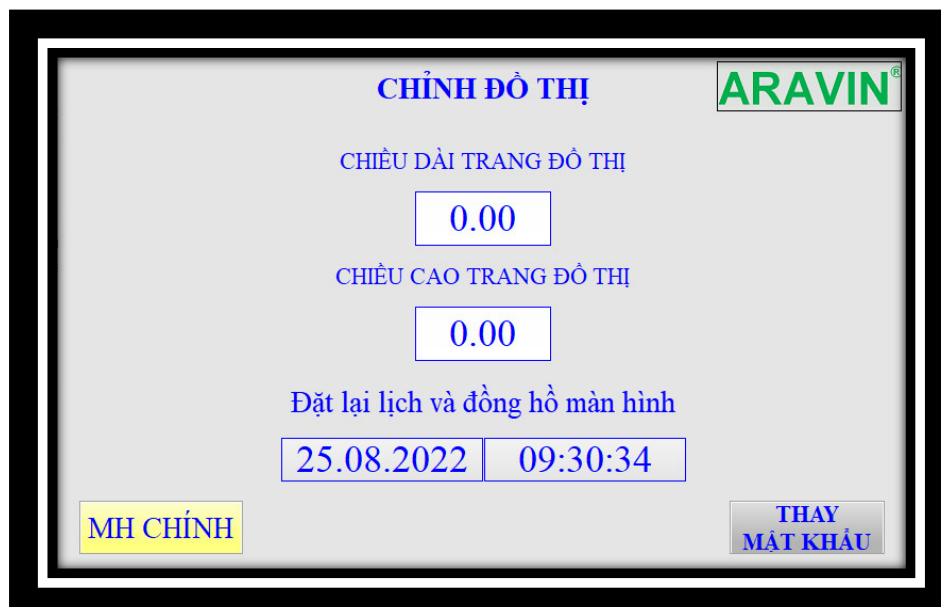 CHỈNH ĐỒ THỊ
ARAVIN®
CHIỀU DÀI TRANG ĐỒ THỊ
0.00
CHIỀU CAO TRANG ĐỒ THỊ
0.00
Đặt lại lịch và đồng hồ màn hình
25.08.2022 09:30:34
MH CHÍNH
THAY
MẬT KHẨU